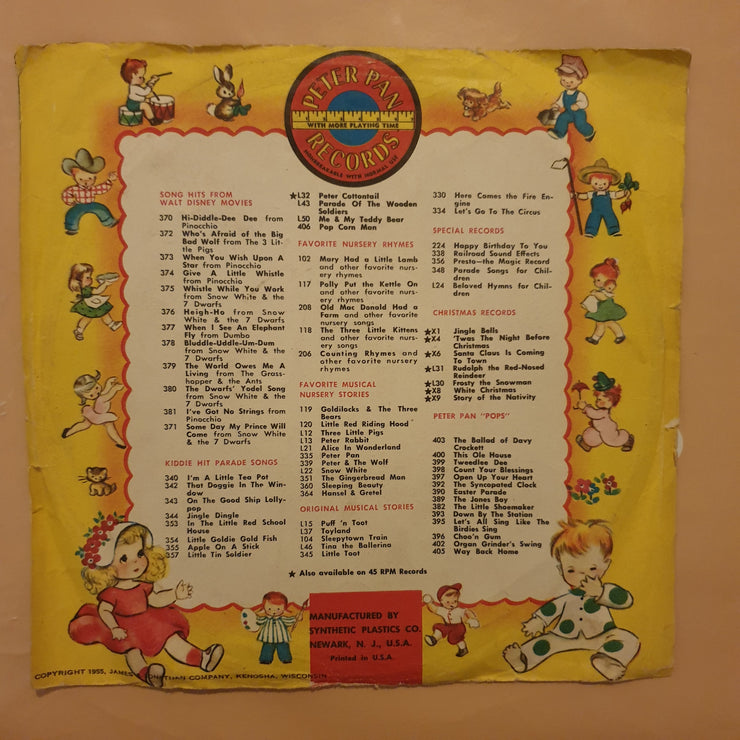 PETER PAN
WITH MORE PLAYING TIME
RECORDS
NONBREAKABLE WITH NORMAL USE
SONG HITS FROM
WALT DISNEY MOVIES
370 Hi-Diddle-Dee Dee from
Pinocchio
372 Who's Afraid of the Big
Bad Wolf from The 3 Lit-
tle Pigs
373 When You Wish Upon A
Star from Pinocchio
374 Give A Little Whistle
from Pinocchio
375 Whistle While You Work
from Snow White & the
7 Dwarfs
376 Heigh-Ho from Snow
White & the 7 Dwarfs
377 When I See An Elephant
Fly from Dumbo
378 Bluddle-Uddle-Um-Dum
from Snow White & the
7 Dwarfs
379 The World Owes Me A
Living from The Grass-
hopper & the Ants
380 The Dwarfs' Yodel Song
from Snow White & the
7 Dwarfs
381 I've Got No Strings from
Pinocchio
371 Some Day My Prince Will
Come from Snow White
& the 7 Dwarfs
KIDDIE HIT PARADE SONGS
340 I'm A Little Tea Pot
342 That Doggie In The Win-
dow
343 On The Good Ship Lolly-
pop
344 Jingle Dingle
353 In The Little Red School
House
354 Little Goldie Gold Fish
355 Apple On A Stick
357 Little Tin Soldier
★L32 Peter Cottontail
L43 Parade Of The Wooden
Soldiers
L50 Me & My Teddy Bear
406 Pop Corn Man
FAVORITE NURSERY RHYMES
102 Mary Had a Little Lamb
and other favorite nurs-
ery rhymes
117 Polly Put the Kettle On
and other favorite nurs-
ery rhymes
208 Old Mac Donald Had a
Farm and other favorite
nursery songs
118 The Three Little Kittens
and other favorite nurs-
ery songs
206 Counting Rhymes and
other favorite nursery
rhymes
FAVORITE MUSICAL
NURSERY STORIES
119 Goldilocks & The Three
Bears
120 Little Red Riding Hood
L12 Three Little Pigs
L13 Peter Rabbit
L21 Alice In Wonderland
335 Peter Pan
339 Peter & The Wolf
L22 Snow White
351 The Gingerbread Man
360 Sleeping Beauty
364 Hansel & Gretel
ORIGINAL MUSICAL STORIES
L15 Puff 'n Toot
L37 Toyland
104 Sleepytown Train
L46 Tina the Ballerina
345 Little Toot
330 Here Comes the Fire En-
gine
334 Let's Go To The Circus
SPECIAL RECORDS
224 Happy Birthday To You
338 Railroad Sound Effects
356 Presto—the Magic Record
348 Parade Songs for Chil-
dren
L24 Beloved Hymns for Chil-
dren
CHRISTMAS RECORDS
★X1 Jingle Bells
★X4 'Twas The Night Before
Christmas
★X6 Santa Claus Is Coming
To Town
★L31 Rudolph the Red-Nosed
Reindeer
★L30 Frosty the Snowman
★X8 White Christmas
★X9 Story of the Nativity
PETER PAN "POPS"
403 The Ballad of Davy
Crockett
400 This Ole House
399 Tweedlee Dee
398 Count Your Blessings
397 Open Up Your Heart
392 The Syncopated Clock
390 Easter Parade
389 The Jones Boy
382 The Little Shoemaker
393 Down By The Station
395 Let's All Sing Like The
Birdies Sing
396 Choo'n Gum
402 Organ Grinder's Swing
405 Way Back Home
★ Also available on 45 RPM Records
MANUFACTURED BY
SYNTHETIC PLASTICS CO.
NEWARK, N. J., U.S.A.
Printed in U.S.A.
COPYRIGHT 1955, JAMES & JONATHAN COMPANY, KENOSHA, WISCONSIN